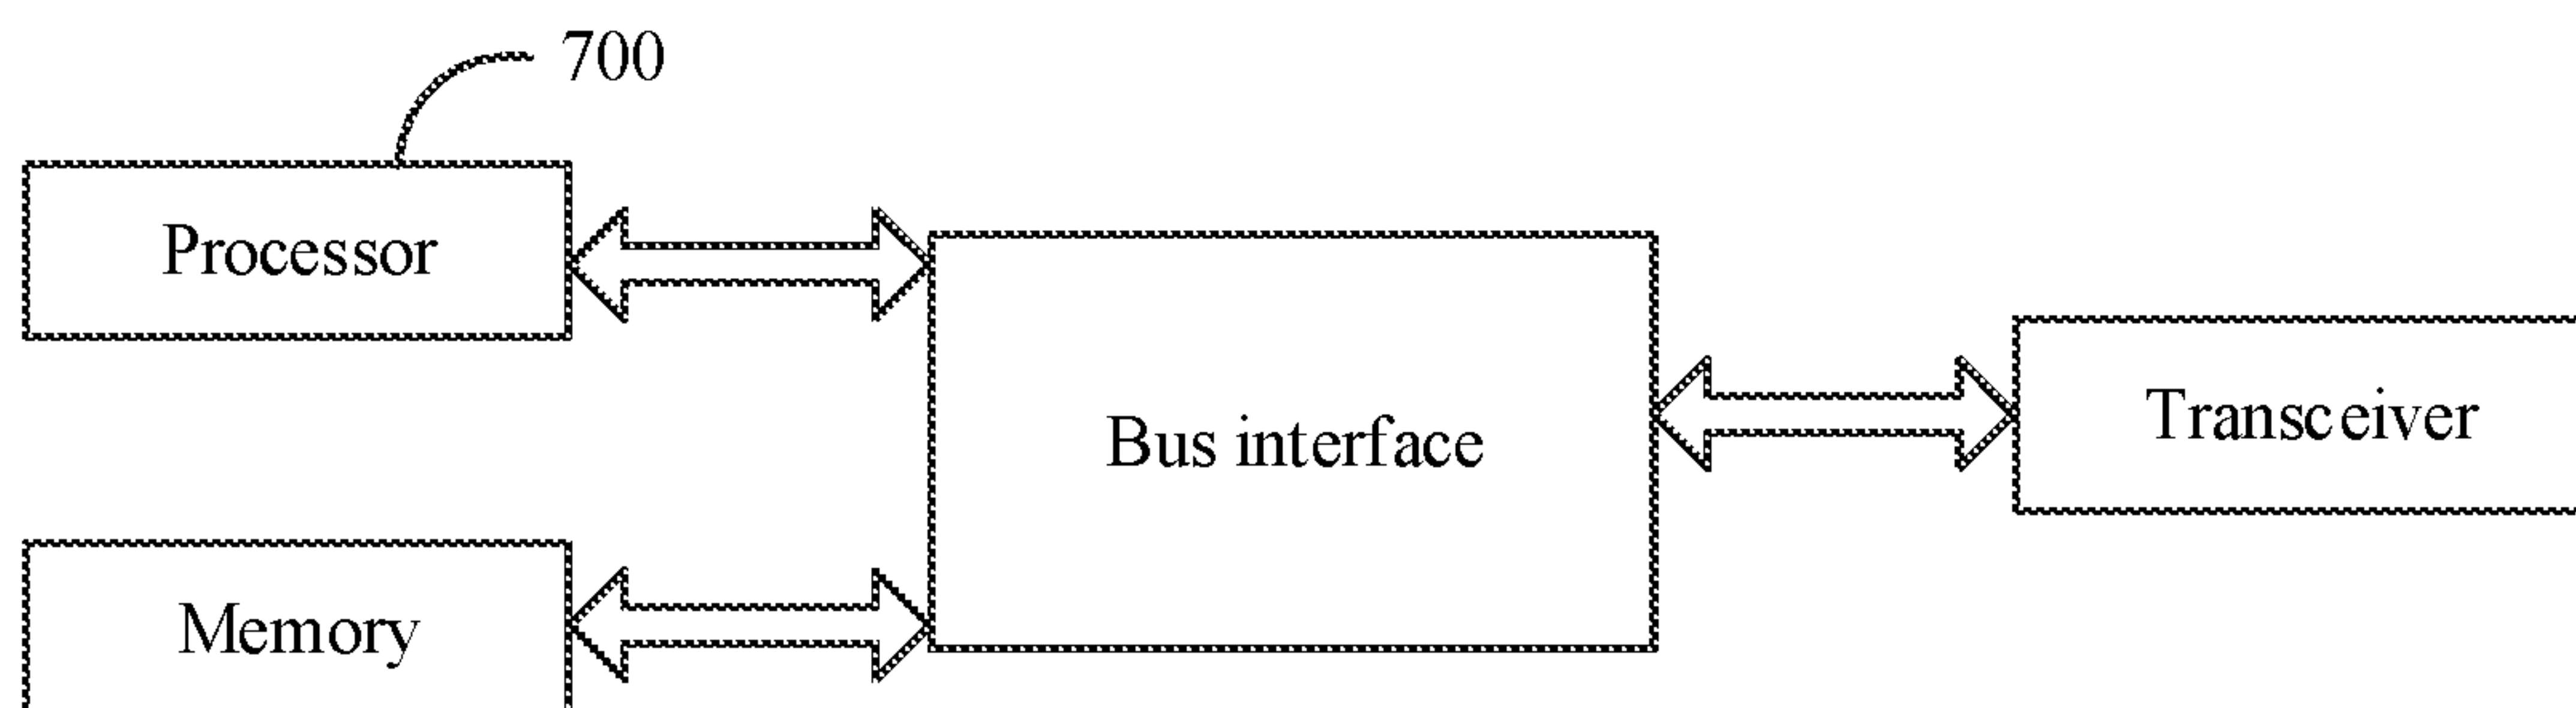 700
Processor
Bus interface
Transceiver
Memory